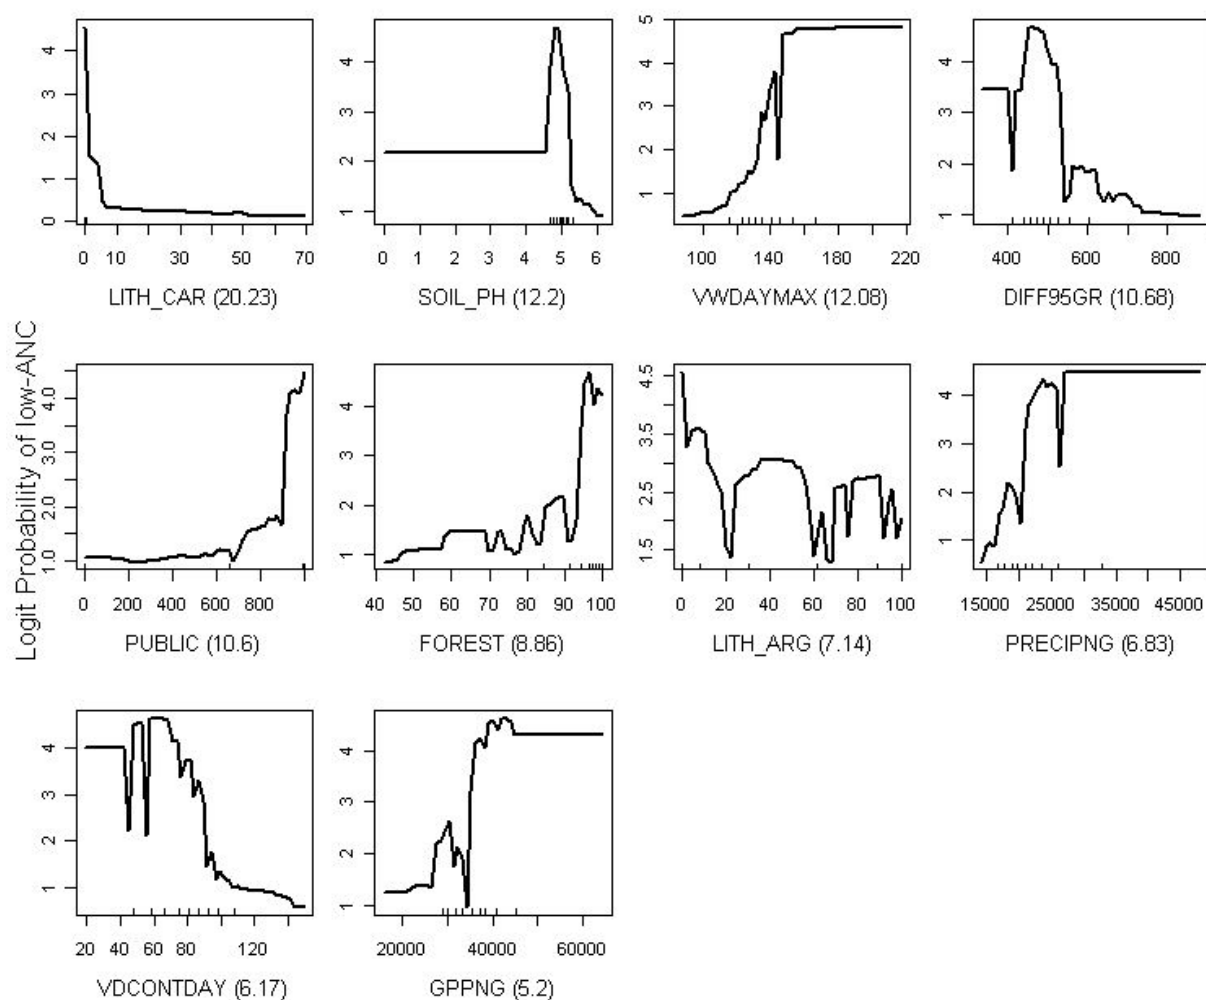 Logit Probability of low-ANC
4
3
2
1
0
0 10 30 50 70
LITH_CAR (20.23)
4
3
2
1
0 1 2 3 4 5 6
SOIL_PH (12.2)
5
4
3
2
1
100 140 180 220
VWDAYMAX (12.08)
4
3
2
1
400 600 800
DIFF95GR (10.68)
4.0
3.0
2.0
1.0
0 200 400 600 800
PUBLIC (10.6)
4
3
2
1
40 50 60 70 80 90 100
FOREST (8.86)
4.5
3.5
2.5
1.5
0 20 40 60 80 100
LITH_ARG (7.14)
4
3
2
1
15000 25000 35000 45000
PRECIPNG (6.83)
4
3
2
1
20 40 60 80 120
VDCONTDAY (6.17)
4
3
2
1
20000 40000 60000
GPPNG (5.2)